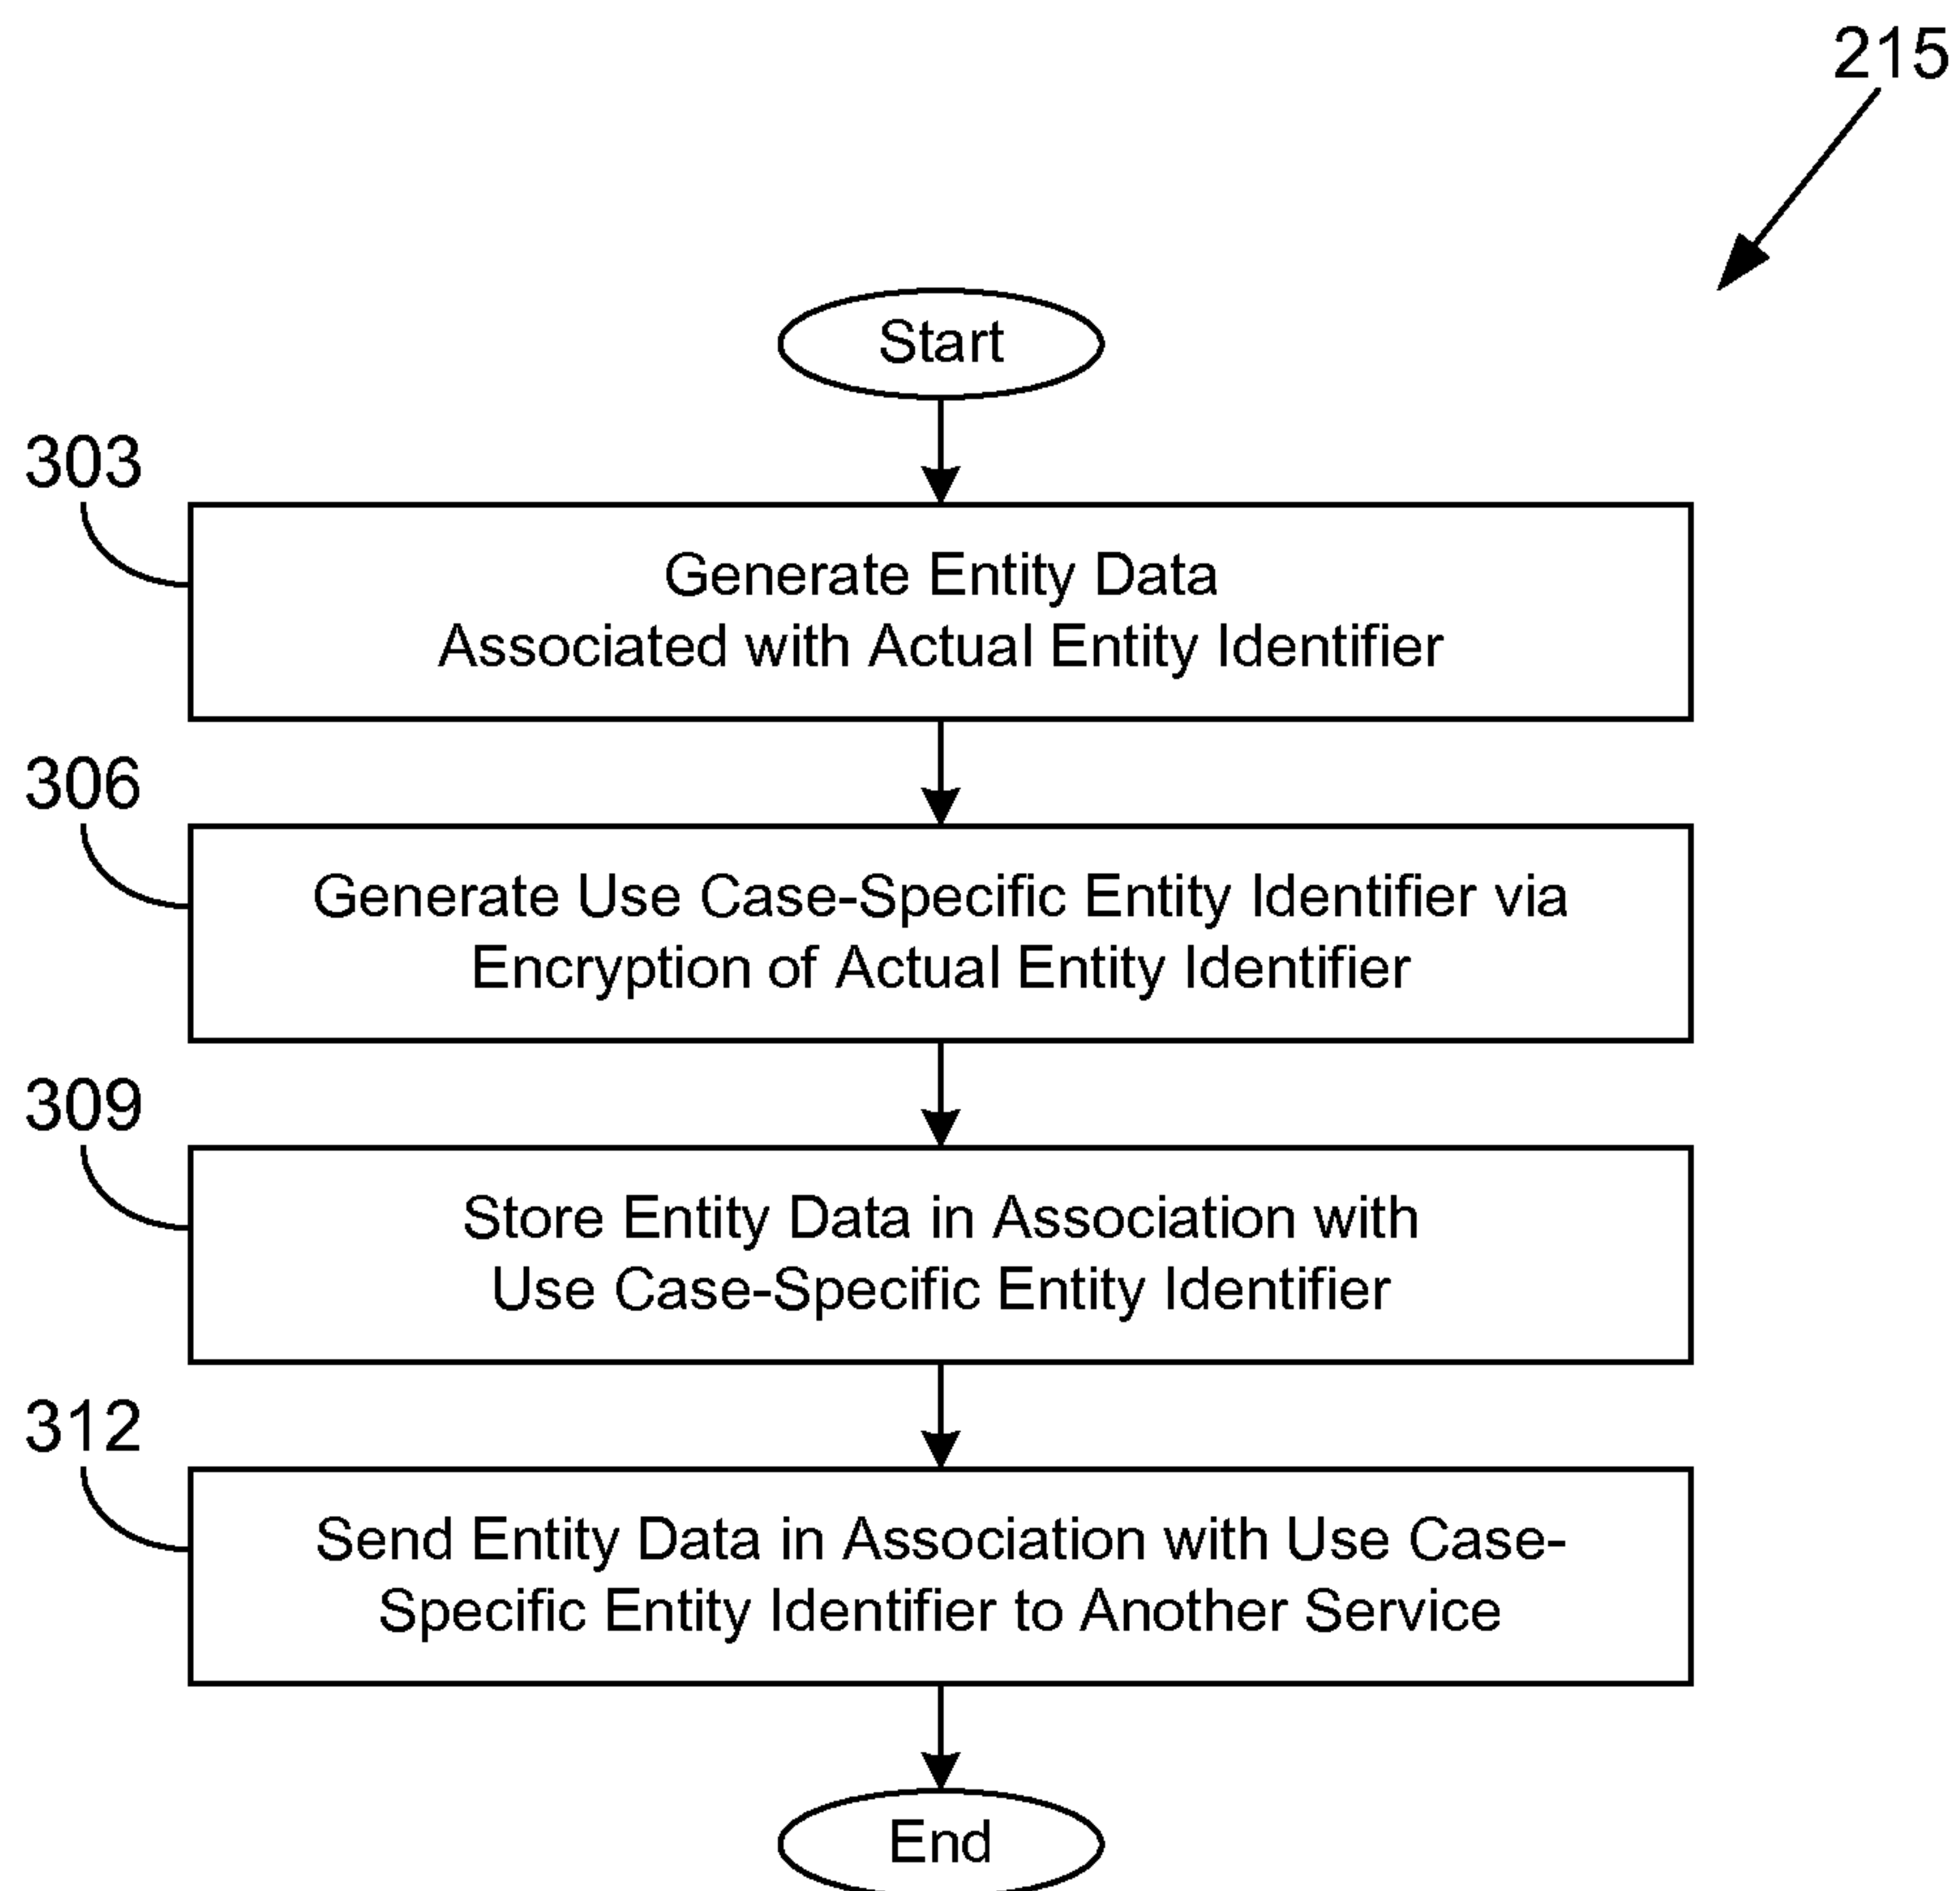 215
Start
303
Generate Entity Data
Associated with Actual Entity Identifier
306
Generate Use Case-Specific Entity Identifier via
Encryption of Actual Entity Identifier
309
Store Entity Data in Association with
Use Case-Specific Entity Identifier
312
Send Entity Data in Association with Use Case-
Specific Entity Identifier to Another Service
End